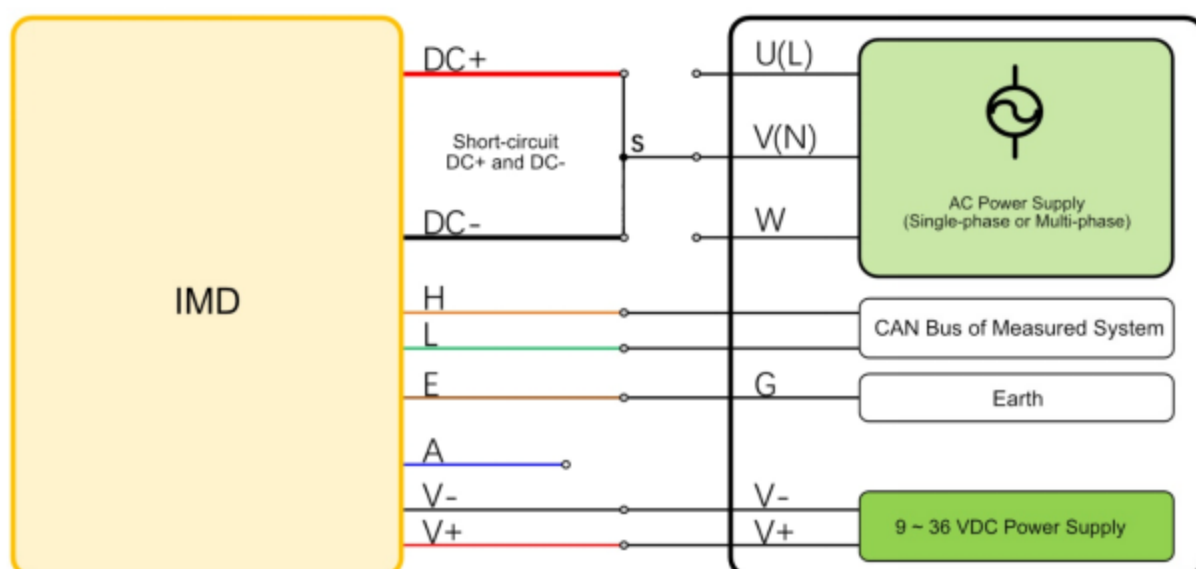 DC+
U(L)
Short-circuit
DC+ and DC-
S
V(N)
AC Power Supply
(Single-phase or Multi-phase)
DC-
W
IMD
H
CAN Bus of Measured System
L
E
G
Earth
A
V-
V-
9 ~ 36 VDC Power Supply
V+
V+